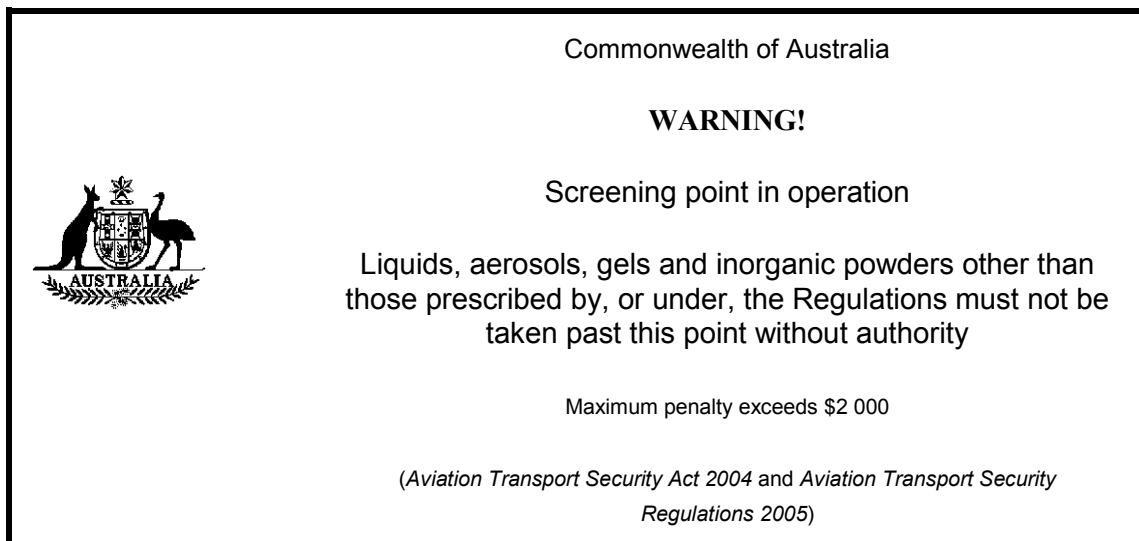 Commonwealth of Australia
WARNING!
Screening point in operation
AUSTRALIA
Liquids, aerosols, gels and inorganic powders other than
those prescribed by, or under, the Regulations must not be
taken past this point without authority
Maximum penalty exceeds $2 000
(Aviation Transport Security Act 2004 and Aviation Transport Security
Regulations 2005)